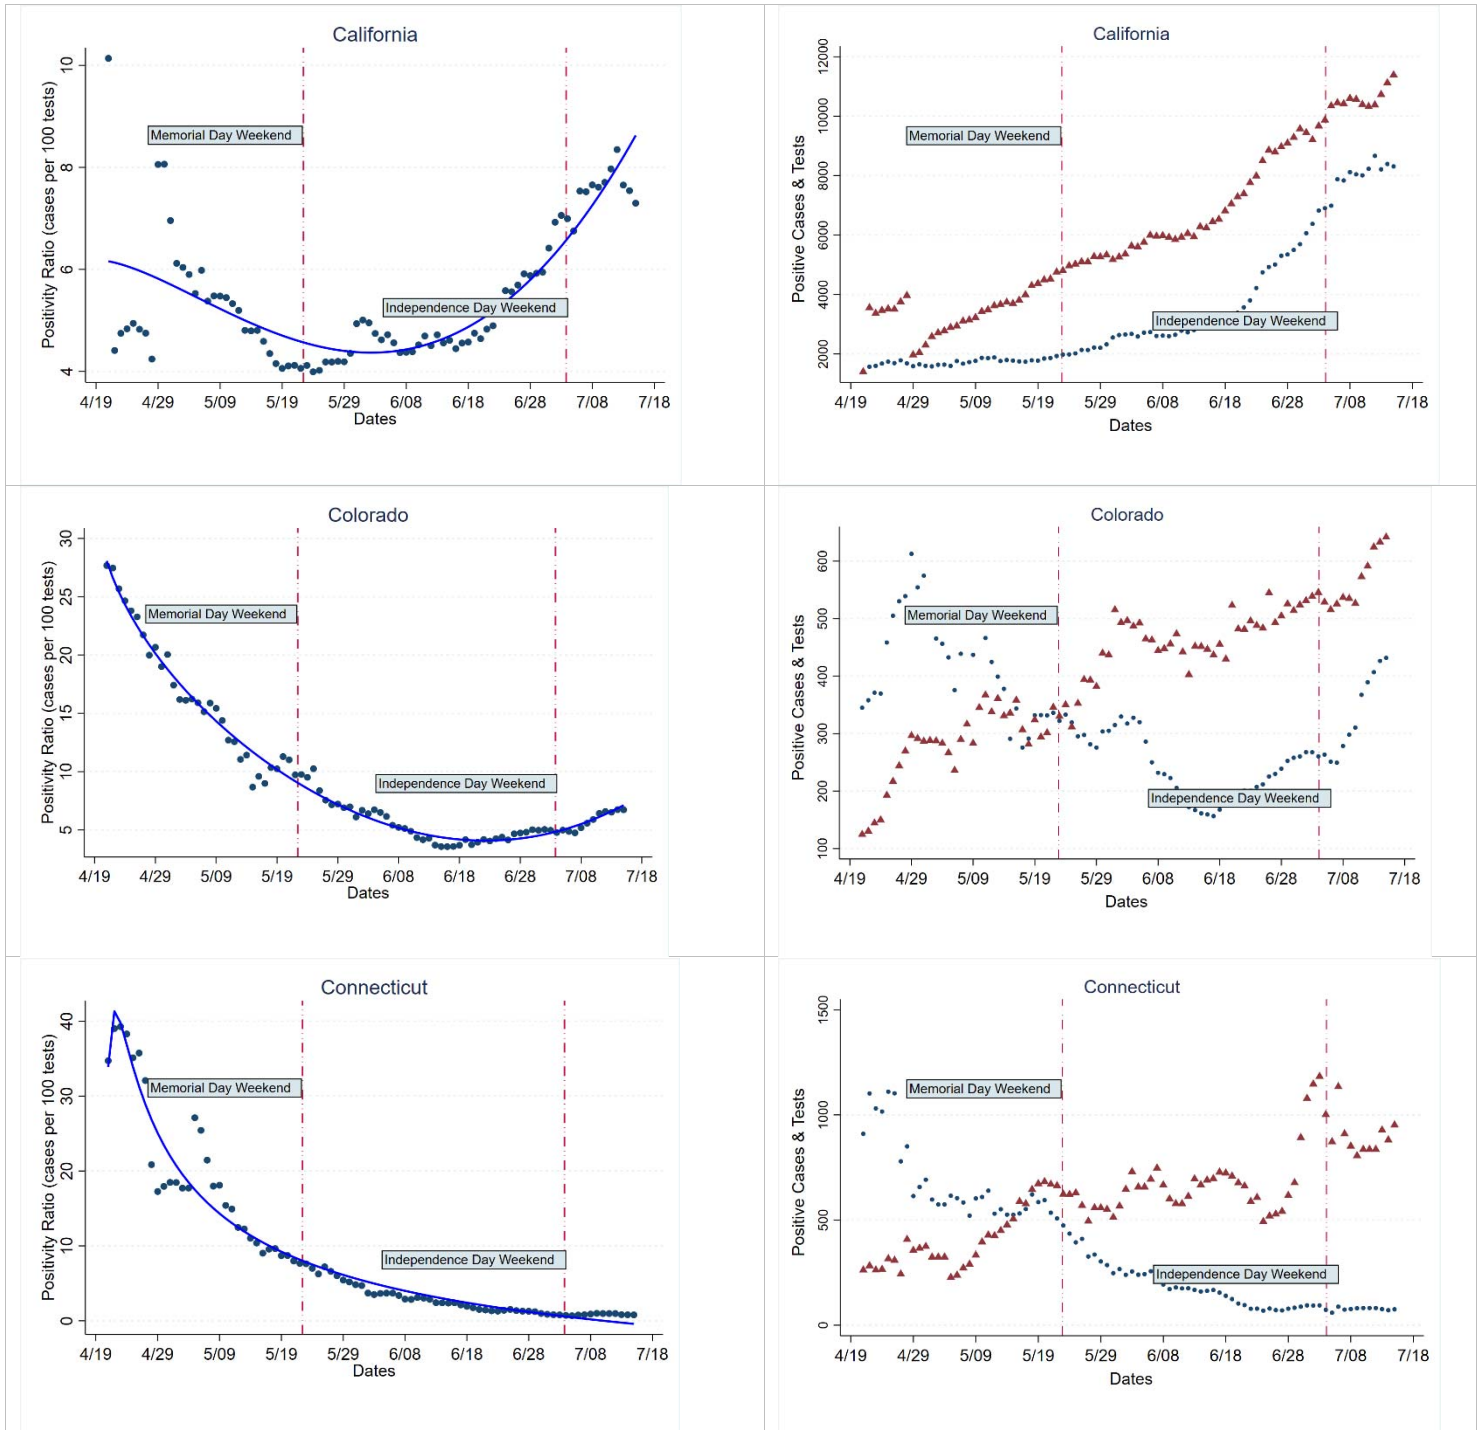 California
Positivity Ratio (cases per 100 tests)
10
8
6
4
Memorial Day Weekend
Independence Day Weekend
4/19 4/29 5/09 5/19 5/29 6/08 6/18 6/28 7/08 7/18
Dates
California
Positive Cases & Tests
12000
10000
8000
6000
4000
2000
Memorial Day Weekend
Independence Day Weekend
4/19 4/29 5/09 5/19 5/29 6/08 6/18 6/28 7/08 7/18
Dates
Colorado
Positivity Ratio (cases per 100 tests)
30
25
20
15
10
5
Memorial Day Weekend
Independence Day Weekend
4/19 4/29 5/09 5/19 5/29 6/08 6/18 6/28 7/08 7/18
Dates
Colorado
Positive Cases & Tests
600
500
400
300
200
100
Memorial Day Weekend
Independence Day Weekend
4/19 4/29 5/09 5/19 5/29 6/08 6/18 6/28 7/08 7/18
Dates
Connecticut
Positivity Ratio (cases per 100 tests)
40
30
20
10
0
Memorial Day Weekend
Independence Day Weekend
4/19 4/29 5/09 5/19 5/29 6/08 6/18 6/28 7/08 7/18
Dates
Connecticut
Positive Cases & Tests
1500
1000
500
0
Memorial Day Weekend
Independence Day Weekend
4/19 4/29 5/09 5/19 5/29 6/08 6/18 6/28 7/08 7/18
Dates